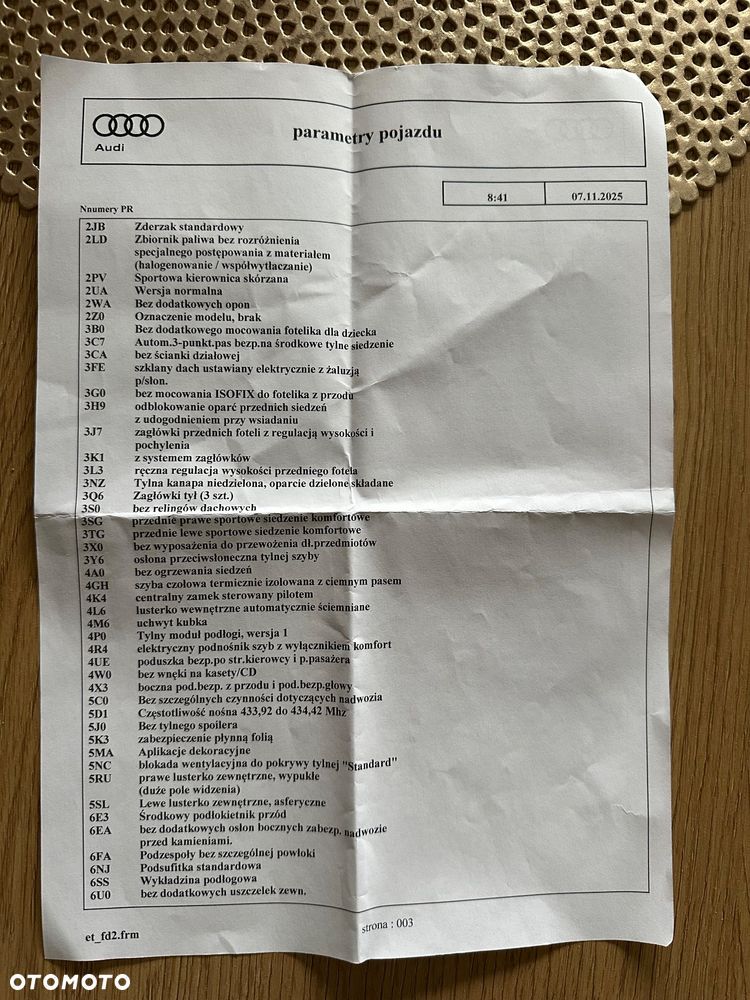 Audi
parametry pojazdu
8:41 07.11.2025
Nnumery PR
2JB Zderzak standardowy
2LD Zbiornik paliwa bez rozróżnienia
specjalnego postępowania z materiałem
(halogenowanie / współwytłaczanie)
2PV Sportowa kierownica skórzana
2UA Wersja normalna
2WA Bez dodatkowych opon
2Z0 Oznaczenie modelu, brak
3B0 Bez dodatkowego mocowania fotelika dla dziecka
3C7 Autom.3-punkt.pas bezp.na środkowe tylne siedzenie
3CA bez ścianki działowej
3FE szklany dach ustawiany elektrycznie z żaluzją
p/słon.
3G0 bez mocowania ISOFIX do fotelika z przodu
3H9 odblokowanie oparć przednich siedzeń
z udogodnieniem przy wsiadaniu
3J7 zagłówki przednich foteli z regulacją wysokości i
pochylenia
3K1 z systemem zagłówków
3L3 ręczna regulacja wysokości przedniego fotela
3NZ Tylna kanapa niedzielona, oparcie dzielone składane
3Q6 Zagłówki tył (3 szt.)
3S0 bez relingów dachowych
3SG przednie prawe sportowe siedzenie komfortowe
3TG przednie lewe sportowe siedzenie komfortowe
3X0 bez wyposażenia do przewożenia dł.przedmiotów
3Y6 osłona przeciwsłoneczna tylnej szyby
4A0 bez ogrzewania siedzeń
4GH szyba czołowa termicznie izolowana z ciemnym pasem
4K4 centralny zamek sterowany pilotem
4L6 lusterko wewnętrzne automatycznie ściemniane
4M6 uchwyt kubka
4P0 Tylny moduł podłogi, wersja 1
4R4 elektryczny podnośnik szyb z wyłącznikiem komfort
4UE poduszka bezp.po str.kierowcy i p.pasażera
4W0 bez wnęki na kasety/CD
4X3 boczna pod.bezp. z przodu i pod.bezp.głowy
5C0 Bez szczególnych czynności dotyczących nadwozia
5D1 Częstotliwość nośna 433,92 do 434,42 Mhz
5J0 Bez tylnego spoilera
5K3 zabezpieczenie płynną folią
5MA Aplikacje dekoracyjne
5NC blokada wentylacyjna do pokrywy tylnej "Standard"
5RU prawe lusterko zewnętrzne, wypukłe
(duże pole widzenia)
5SL Lewe lusterko zewnętrzne, asferyczne
6E3 Środkowy podłokietnik przód
6EA bez dodatkowych osłon bocznych zabezp. nadwozie
przed kamieniami.
6FA Podzespoły bez szczególnej powłoki
6NJ Podsufitka standardowa
6SS Wykładzina podłogowa
6U0 bez dodatkowych uszczelek zewn.
et_fd2.frm strona : 003
OTOMOTO